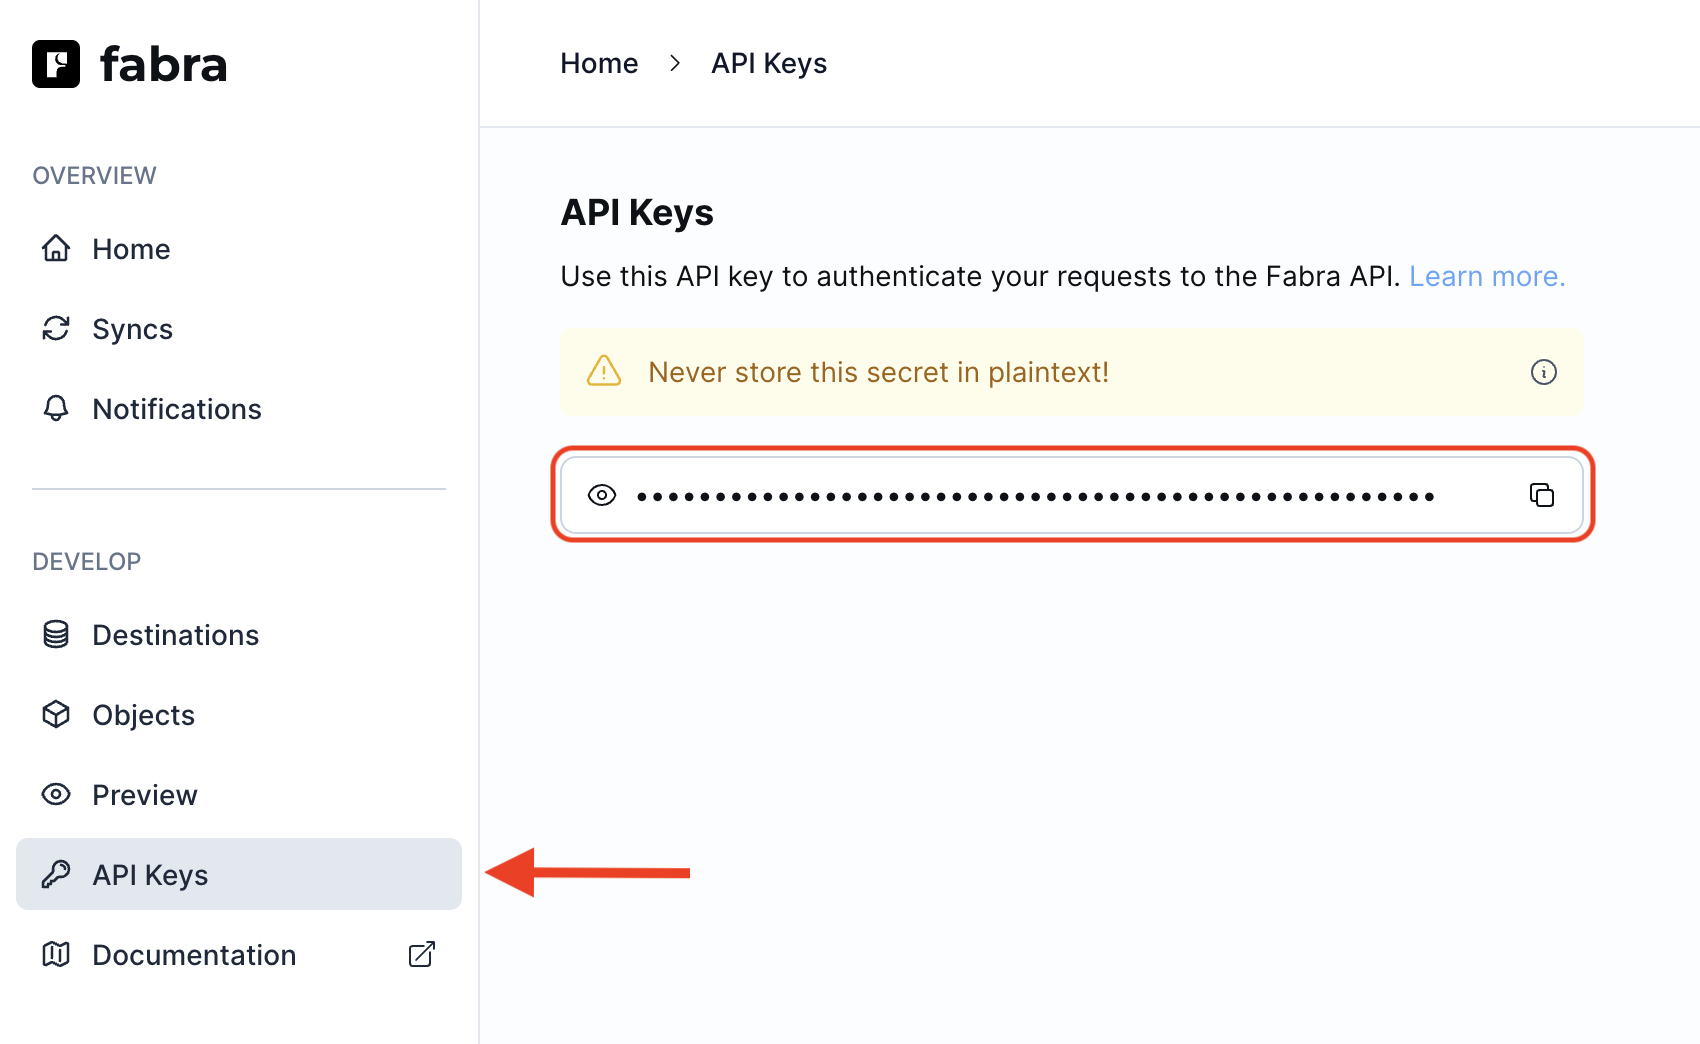 fabra
OVERVIEW
Home
Syncs
Notifications
DEVELOP
Destinations
Objects
Preview
API Keys
Documentation
Home > API Keys
API Keys
Use this API key to authenticate your requests to the Fabra API. Learn more.
Never store this secret in plaintext!
•••••••••••••••••••••••••••••••••••••••••••••••••••